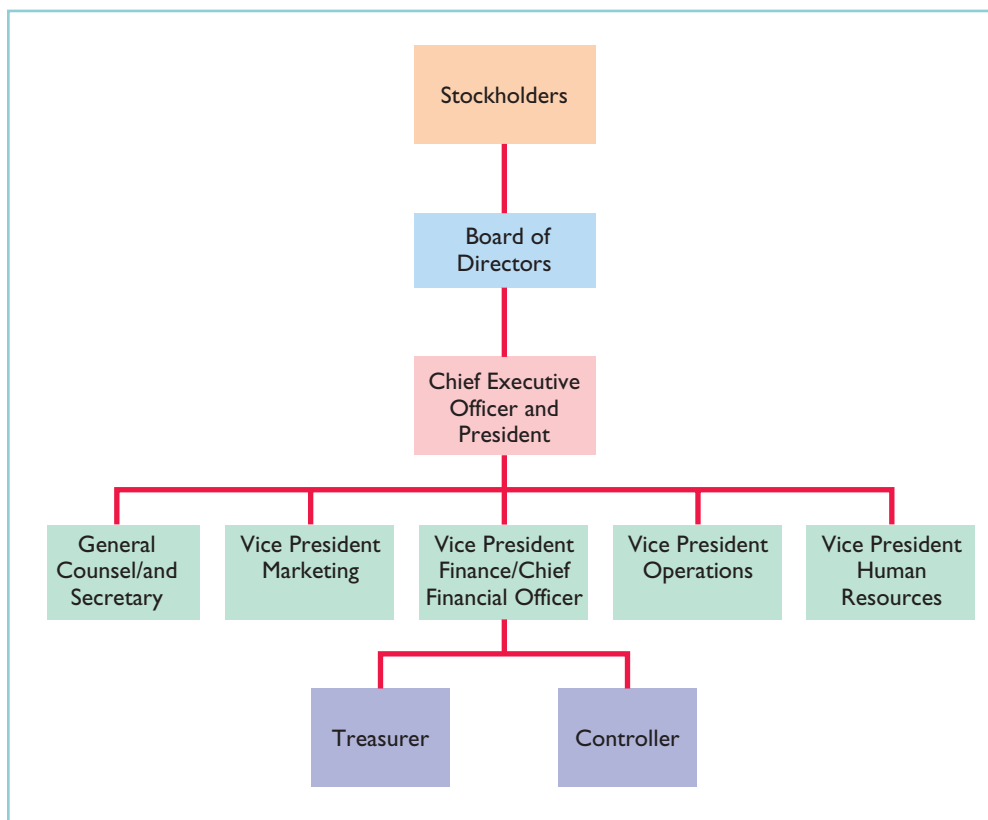 Stockholders
Board of
Directors
Chief Executive
Officer and
President
General
Counsel/and
Secretary
Vice President
Marketing
Vice President
Finance/Chief
Financial Officer
Vice President
Operations
Vice President
Human
Resources
Treasurer
Controller